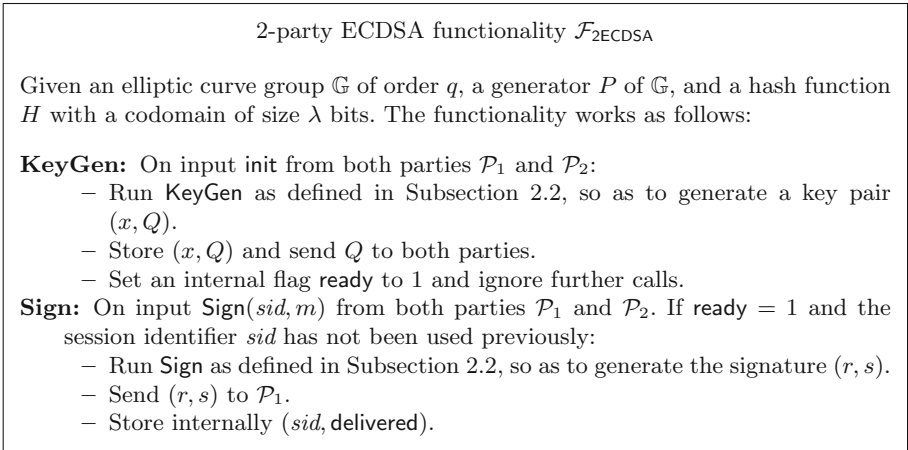 2-party ECDSA functionality 𝓕₂ECDSA
Given an elliptic curve group 𝔾 of order q, a generator P of 𝔾, and a hash function
H with a codomain of size λ bits. The functionality works as follows:
KeyGen: On input init from both parties 𝒫₁ and 𝒫₂:
– Run KeyGen as defined in Subsection 2.2, so as to generate a key pair
(x, Q).
– Store (x, Q) and send Q to both parties.
– Set an internal flag ready to 1 and ignore further calls.
Sign: On input Sign(sid, m) from both parties 𝒫₁ and 𝒫₂. If ready = 1 and the
session identifier sid has not been used previously:
– Run Sign as defined in Subsection 2.2, so as to generate the signature (r, s).
– Send (r, s) to 𝒫₁.
– Store internally (sid, delivered).